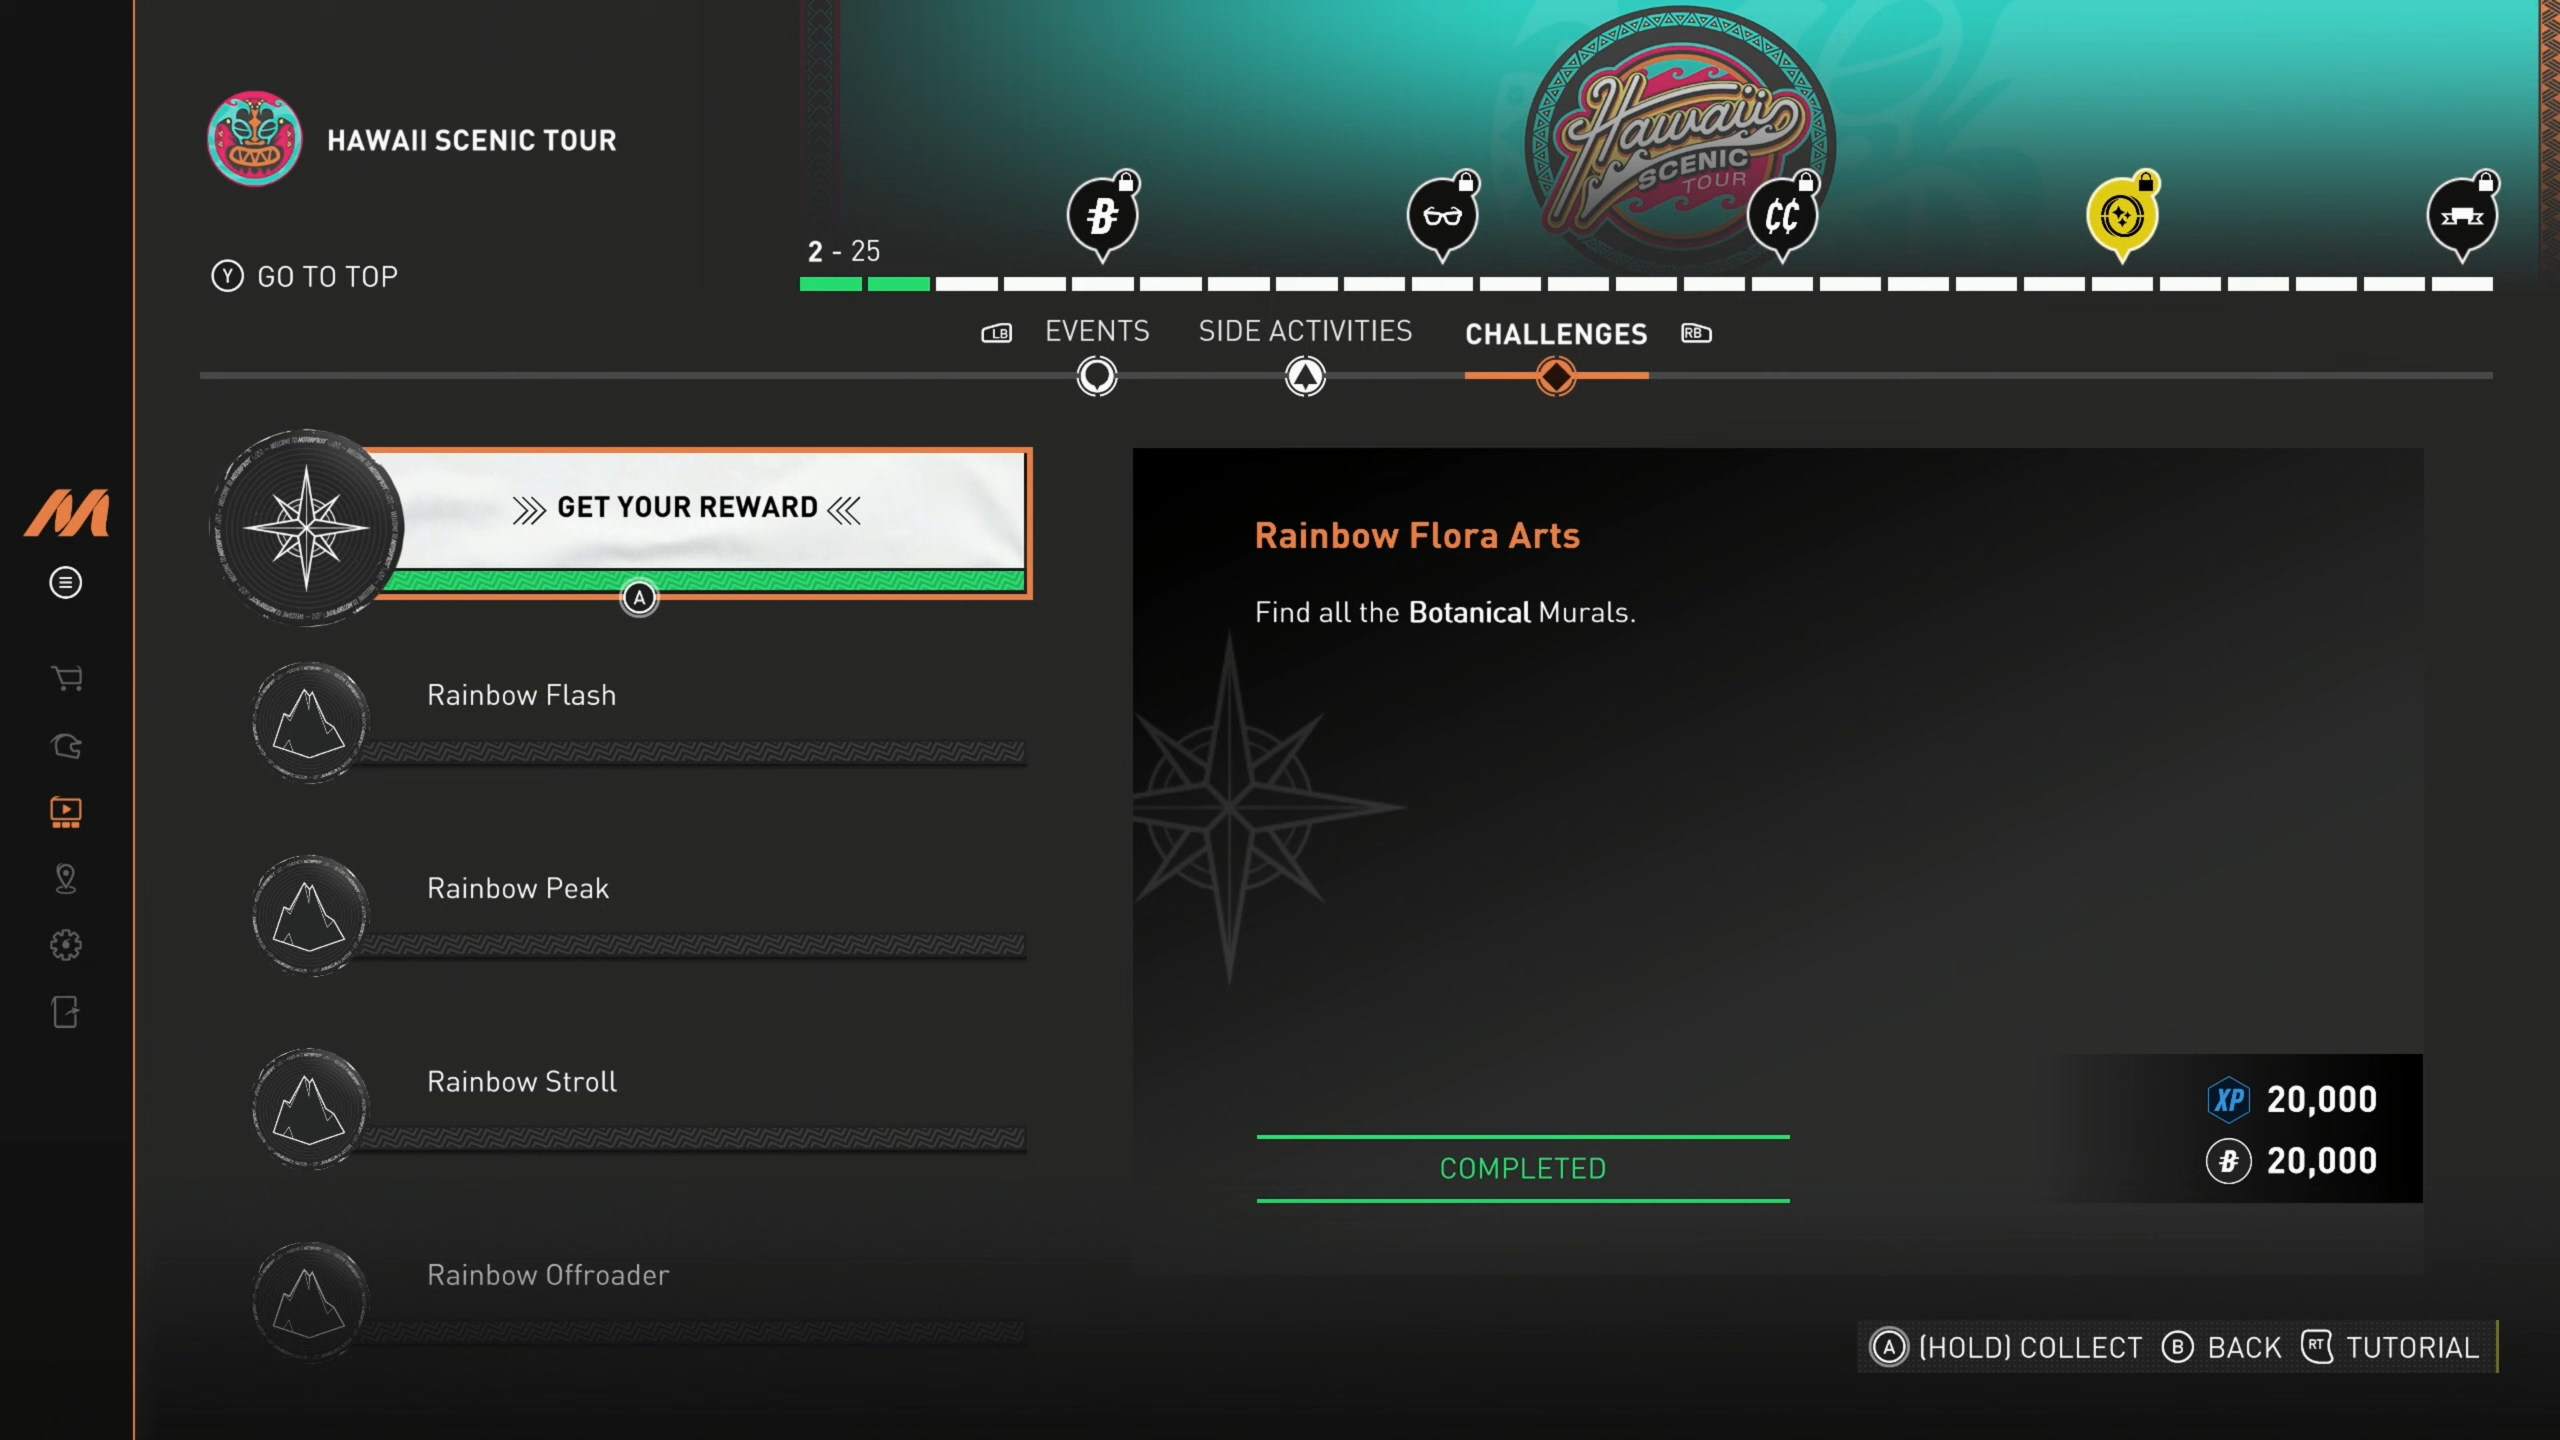 HAWAII SCENIC TOUR
Hawaii
SCENIC
TOUR
Y GO TO TOP
2 - 25
LB EVENTS SIDE ACTIVITIES CHALLENGES RB
GET YOUR REWARD
A
Rainbow Flash
Rainbow Peak
Rainbow Stroll
Rainbow Offroader
Rainbow Flora Arts
Find all the Botanical Murals.
COMPLETED
XP 20,000
20,000
A (HOLD) COLLECT B BACK RT TUTORIAL